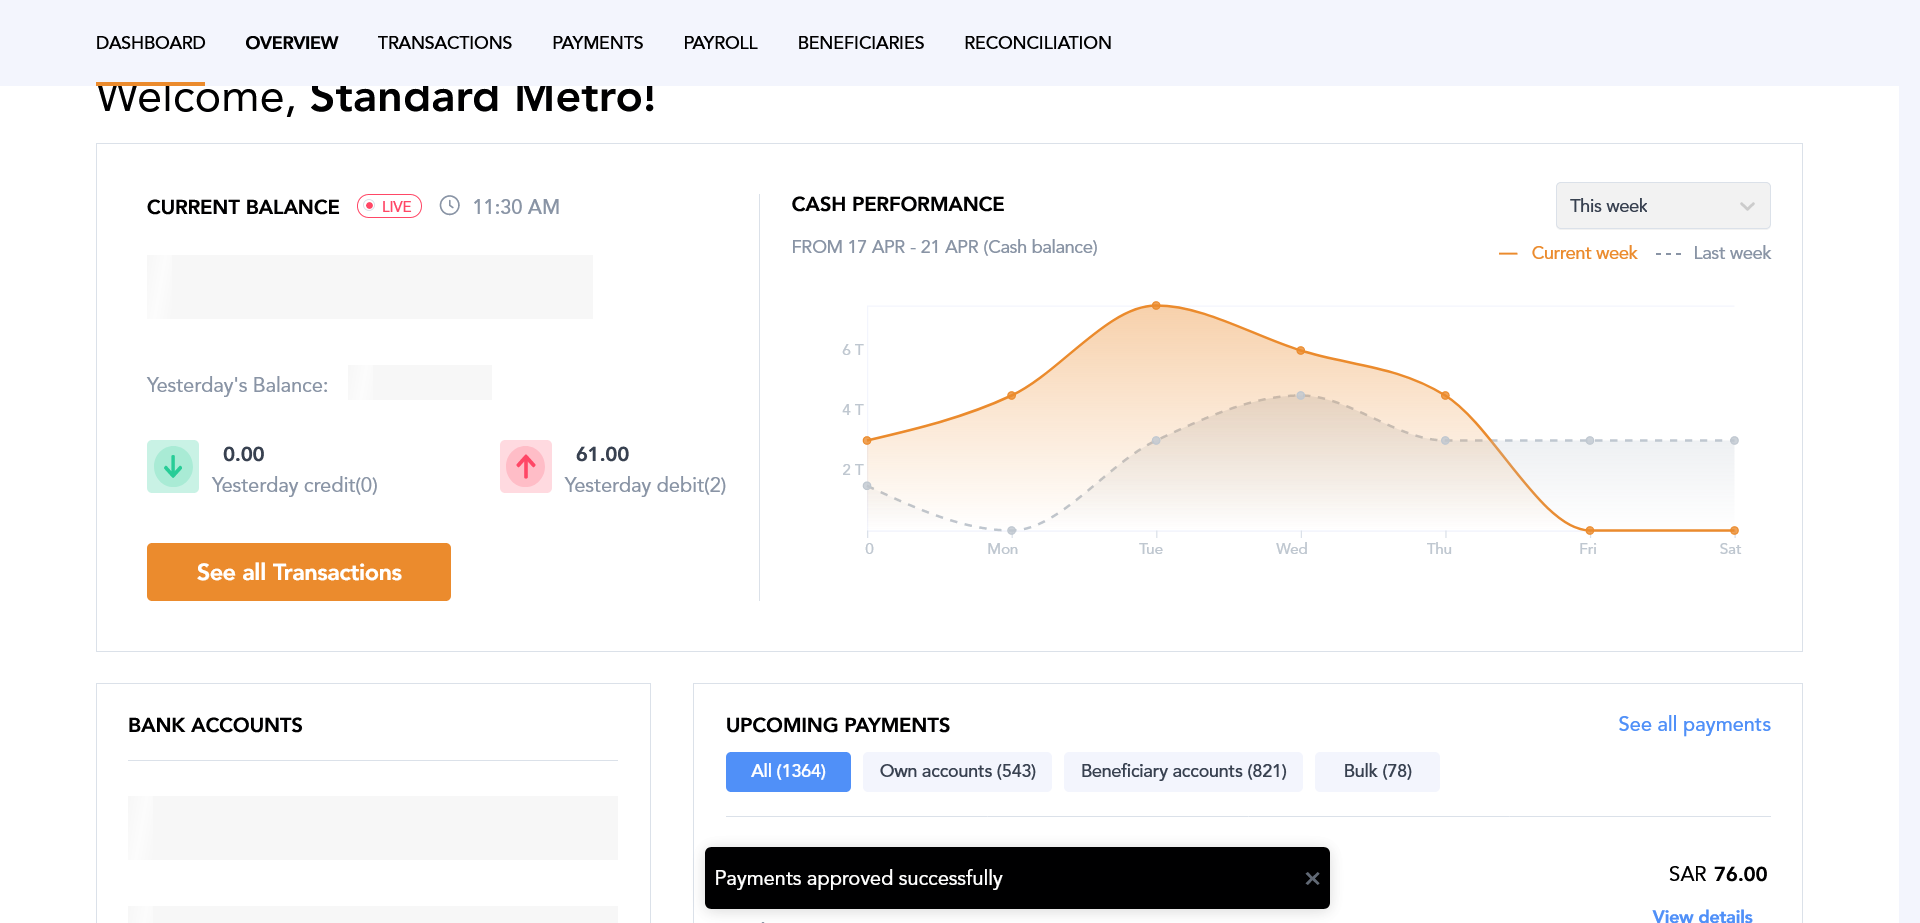 DASHBOARD OVERVIEW TRANSACTIONS PAYMENTS PAYROLL BENEFICIARIES RECONCILIATION
Welcome, Standard Metro!
CURRENT BALANCE LIVE 11:30 AM
Yesterday's Balance:
0.00
Yesterday credit(0)
61.00
Yesterday debit(2)
See all Transactions
CASH PERFORMANCE
This week
FROM 17 APR - 21 APR (Cash balance)
Current week --- Last week
6 T
4 T
2 T
0 Mon Tue Wed Thu Fri Sat
BANK ACCOUNTS
UPCOMING PAYMENTS
See all payments
All (1364) Own accounts (543) Beneficiary accounts (821) Bulk (78)
SAR 76.00
View details
Payments approved successfully